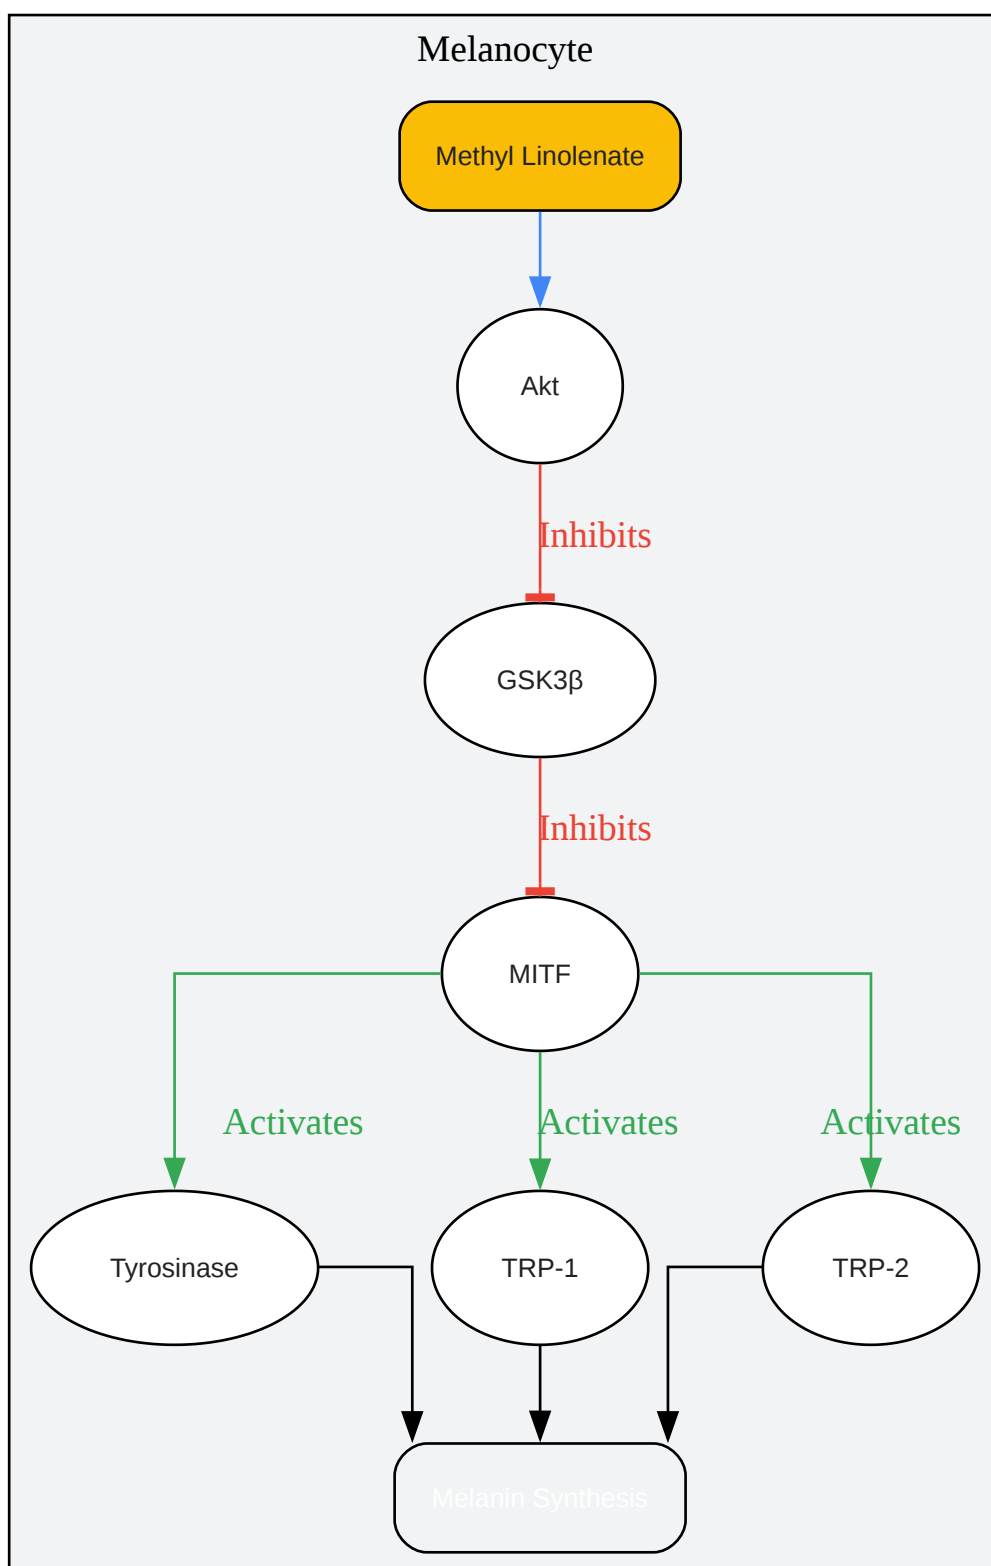 Melanocyte
Methyl Linolenate
Akt
Inhibits
GSK3β
Inhibits
MITF
Activates
Activates
Activates
Tyrosinase
TRP-1
TRP-2
Melanin Synthesis